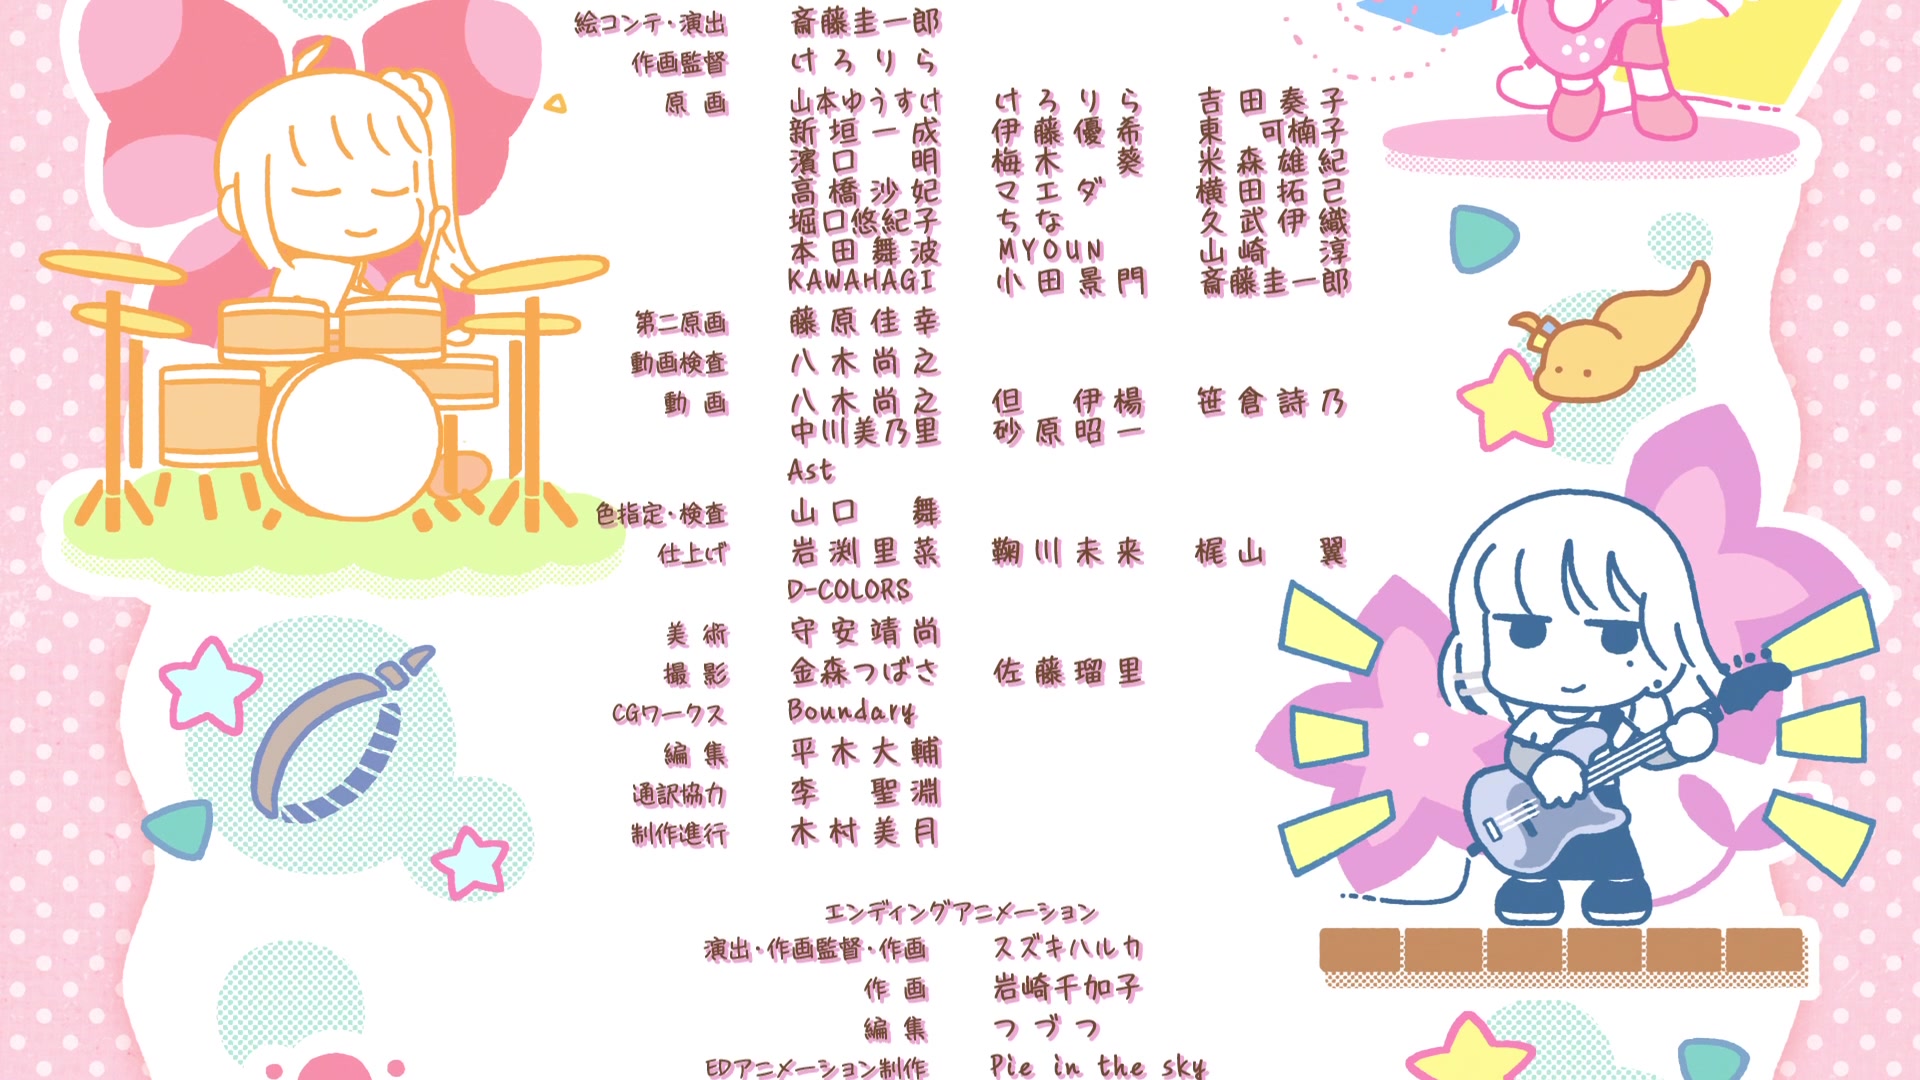 絵コンテ・演出 斎藤圭一郎
作画監督 けろりら
原画 山本ゆうすけ けろりら 吉田奏子
新垣一成 伊藤優希 東 可楠子
濱口 明 梅木 葵 米森雄紀
高橋沙妃 マエダ 横田拓己
堀口悠紀子 ちな 久武伊織
本田舞波 MYOUN 山崎 淳
KAWAHAGI 小田景門 斎藤圭一郎
第二原画 藤原佳幸
動画検査 八木尚之
動画 八木尚之 但 伊楊 笹倉詩乃
中川美乃里 砂原昭一
Ast
色指定・検査 山口 舞
仕上げ 岩渕里菜 鞠川未来 梶山 翼
D-COLORS
美術 守安靖尚
撮影 金森つばさ 佐藤瑠里
CGワークス Boundary
編集 平木大輔
通訳協力 李 聖淵
制作進行 木村美月
エンディングアニメーション
演出・作画監督・作画 スズキハルカ
作画 岩崎千加子
編集 つづつ
EDアニメーション制作 Pie in the sky